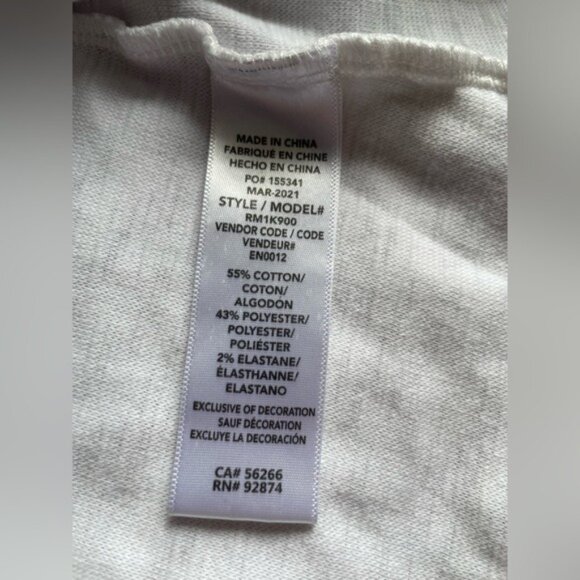 MADE IN CHINA
FABRIQUÉ EN CHINE
HECHO EN CHINA
PO# 155341
MAR-2021
STYLE / MODEL#
RM1K900
VENDOR CODE / CODE
VENDEUR#
EN0012
55% COTTON/
COTON/
ALGODÓN
43% POLYESTER/
POLYESTER/
POLIÉSTER
2% ELASTANE/
ÉLASTHANNE/
ELASTANO
EXCLUSIVE OF DECORATION
SAUF DÉCORATION
EXCLUYE LA DECORACIÓN
CA# 56266
RN# 92874